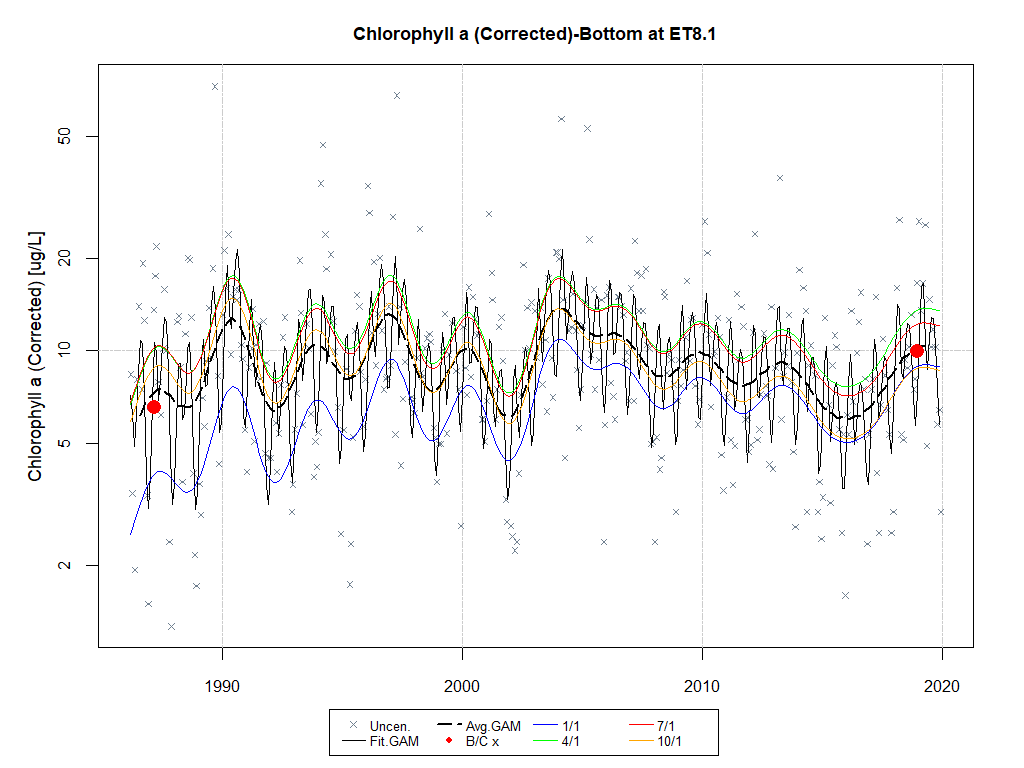 Chlorophyll a (Corrected)-Bottom at ET8.1
Chlorophyll a (Corrected) [ug/L]
50
20
10
5
2
1990 2000 2010 2020
Uncen. Avg.GAM 1/1 7/1
Fit.GAM B/C x 4/1 10/1